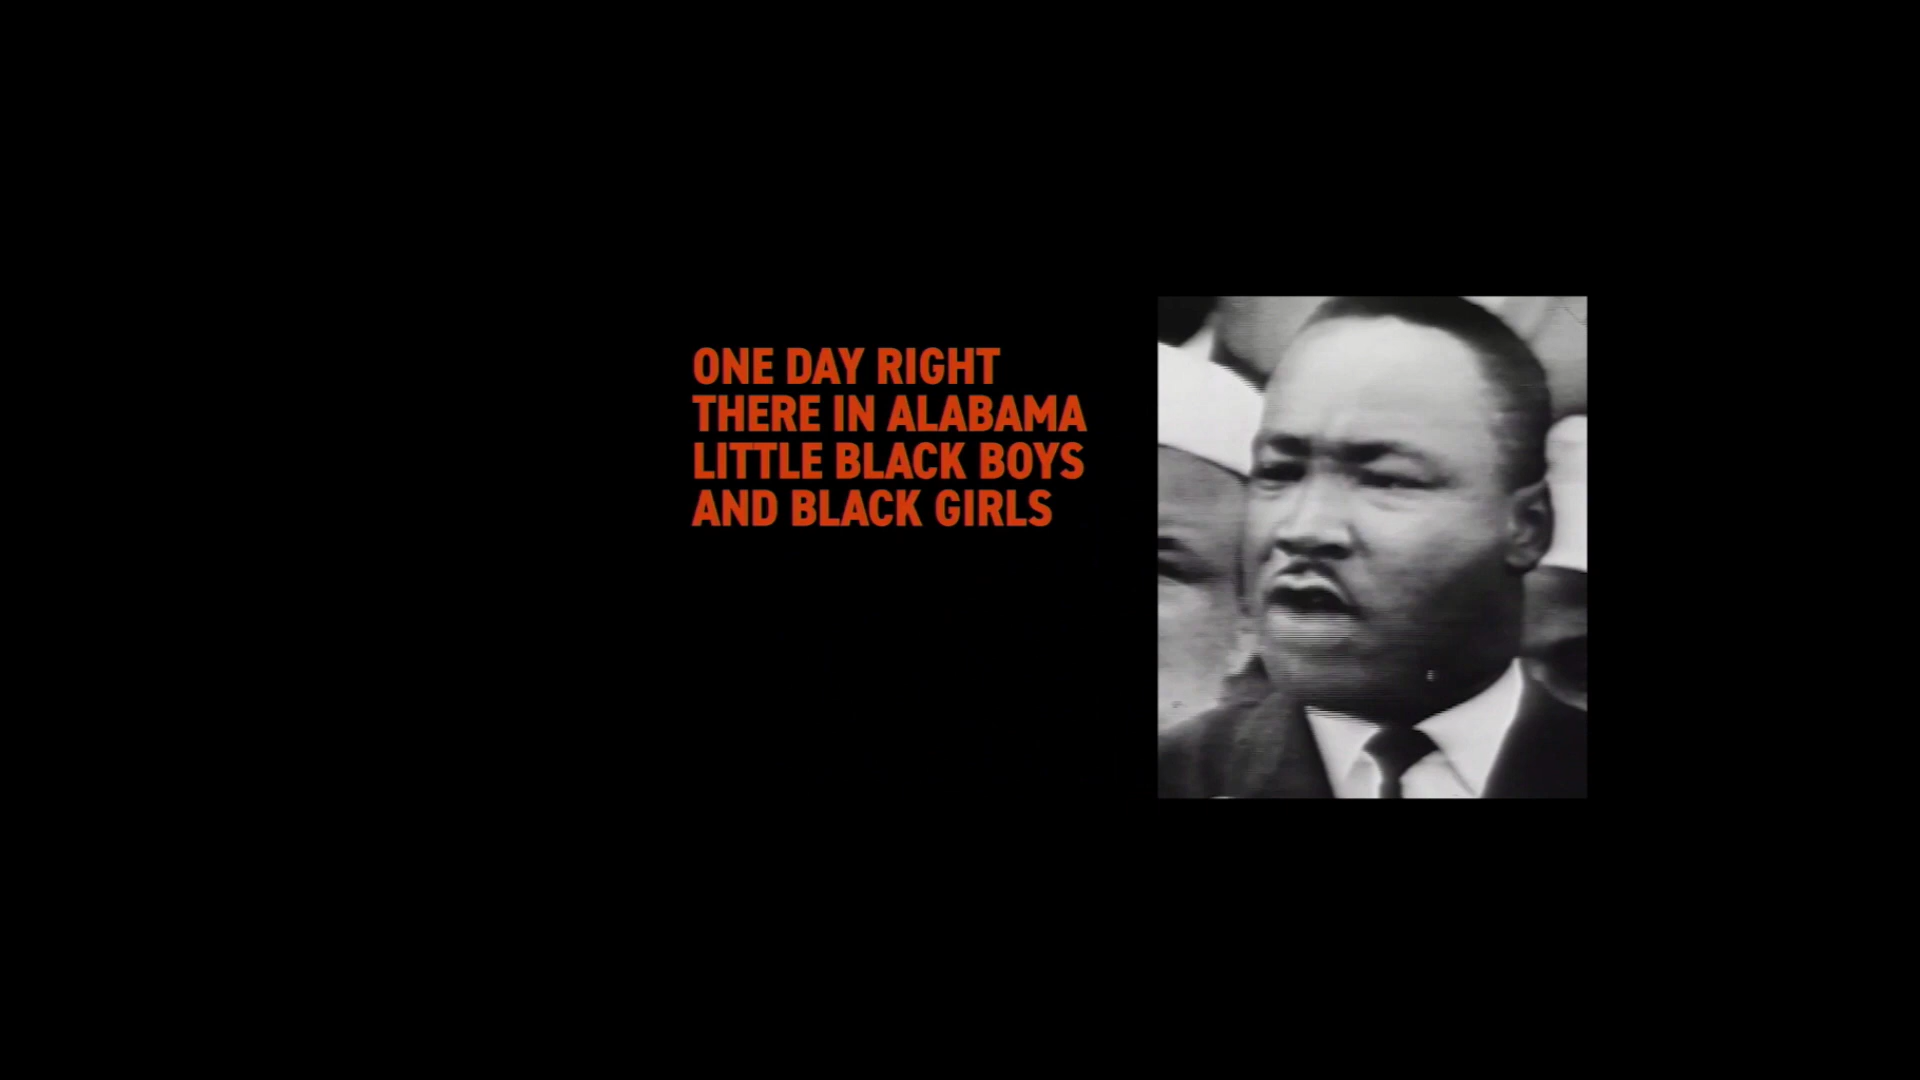 ONE DAY RIGHT
THERE IN ALABAMA
LITTLE BLACK BOYS
AND BLACK GIRLS